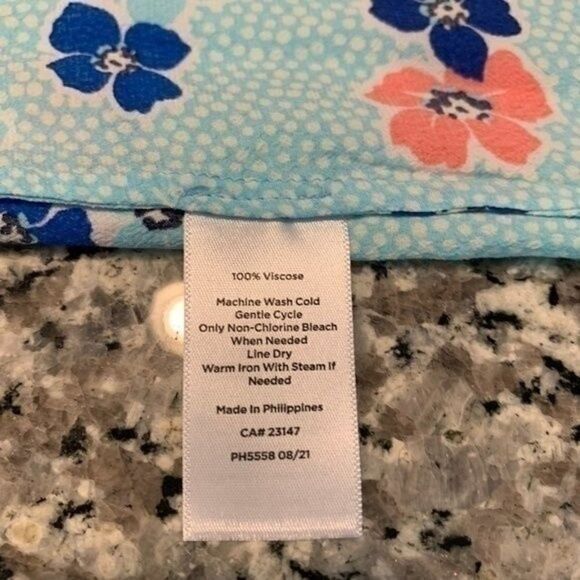 100% Viscose
Machine Wash Cold
Gentle Cycle
Only Non-Chlorine Bleach
When Needed
Line Dry
Warm Iron With Steam If
Needed
Made In Philippines
CA# 23147
PH5558 08/21